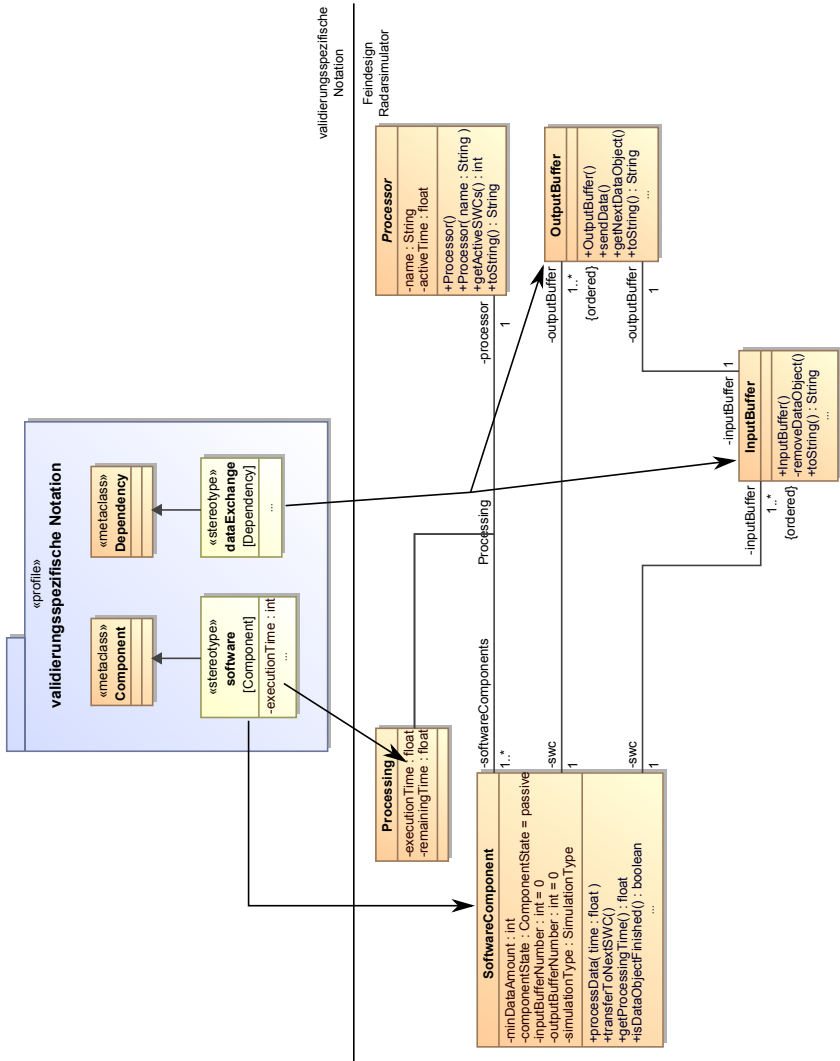 «profile»
validierungsspezifische Notation
«metaclass»
Component
«metaclass»
Dependency
«stereotype»
software
[Component]
-executionTime : int
...
«stereotype»
dataExchange
[Dependency]
...
validierungsspezifische
Notation
Feindesign
Radarsimulator
Processing
-executionTime : float
-remainingTime : float
Processing
Processor
-name : String
-activeTime : float
+Processor()
+Processor( name : String )
+getActiveSWCs() : int
+toString() : String
SoftwareComponent
-minDataAmount : int
-componentState : ComponentState = passive
-inputBufferNumber : int = 0
-outputBufferNumber : int = 0
-simulationType : SimulationType
+processData( time : float )
+transferToNextSWC()
+getProcessingTime() : float
+isDataObjectFinished() : boolean
...
-softwareComponents
1..*
-processor
1
-swc
1
-outputBuffer
1..*
{ordered}
OutputBuffer
+OutputBuffer()
+sendData()
+getNextDataObject()
+toString() : String
...
-outputBuffer
1
-swc
1
-inputBuffer
1..*
{ordered}
-inputBuffer
1
InputBuffer
+InputBuffer()
-removeDataObject()
+toString() : String
...